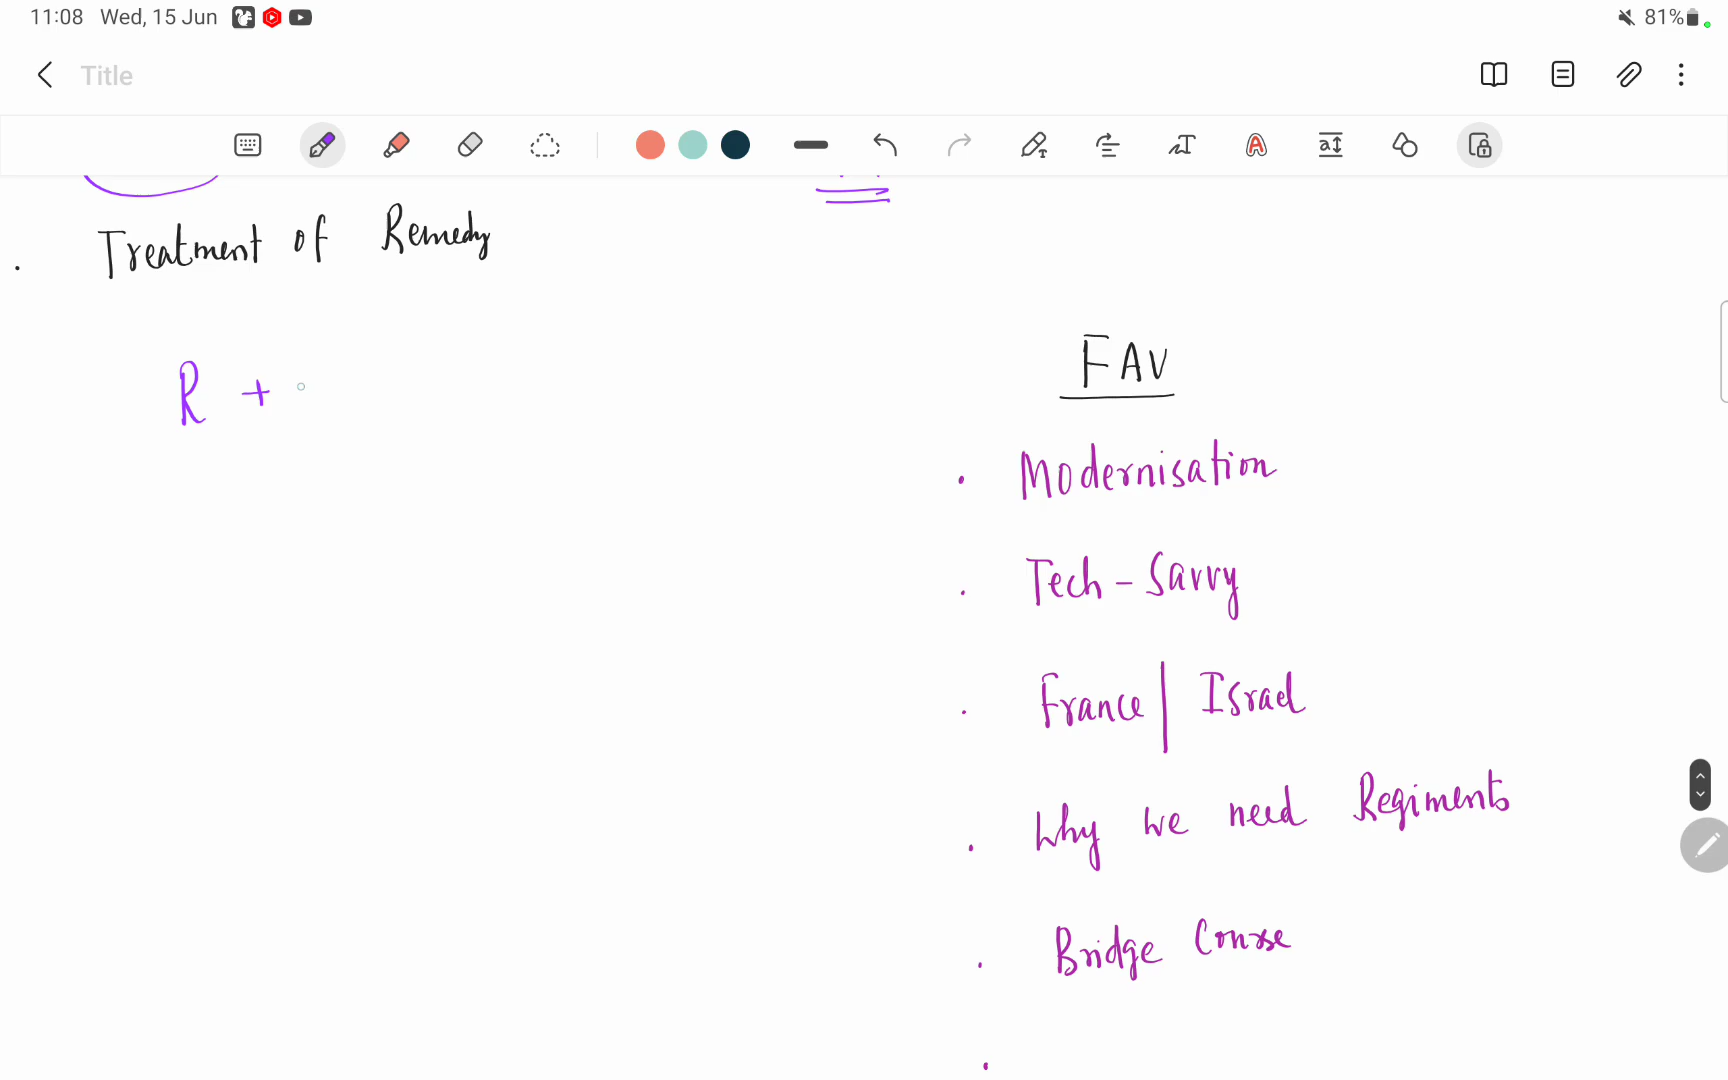 11:08 Wed, 15 Jun 81%
Title
. Treatment of Remedy
R +
FAV
. Modernisation
. Tech - Savvy
. France | Israel
. Why we need Regiments
. Bridge Course
.